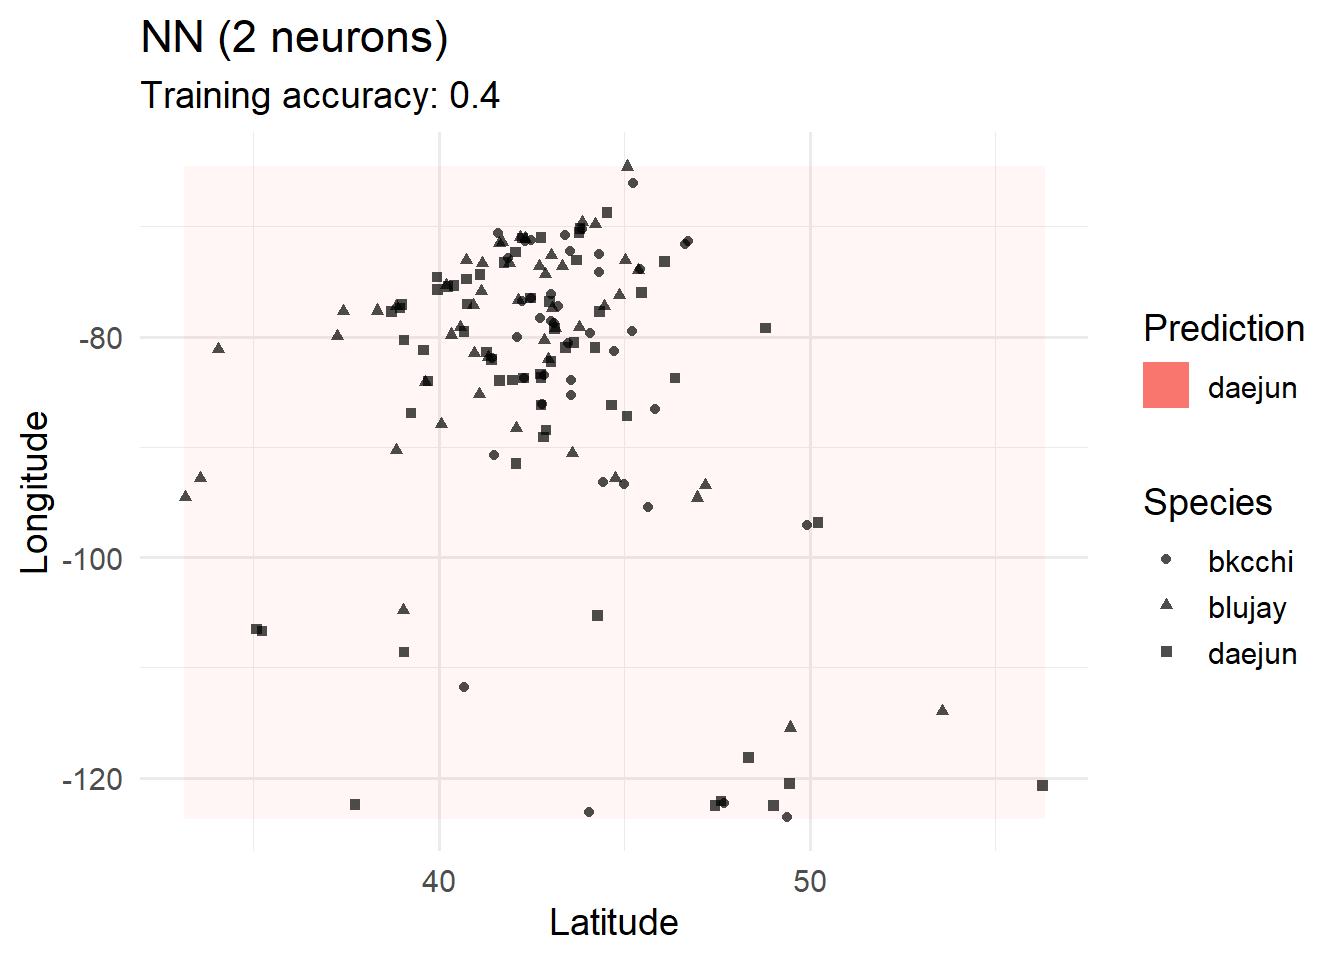 NN (2 neurons)
Training accuracy: 0.4
-80
-100
-120
40
50
Latitude
Longitude
Prediction
daejun
Species
bkcchi
blujay
daejun